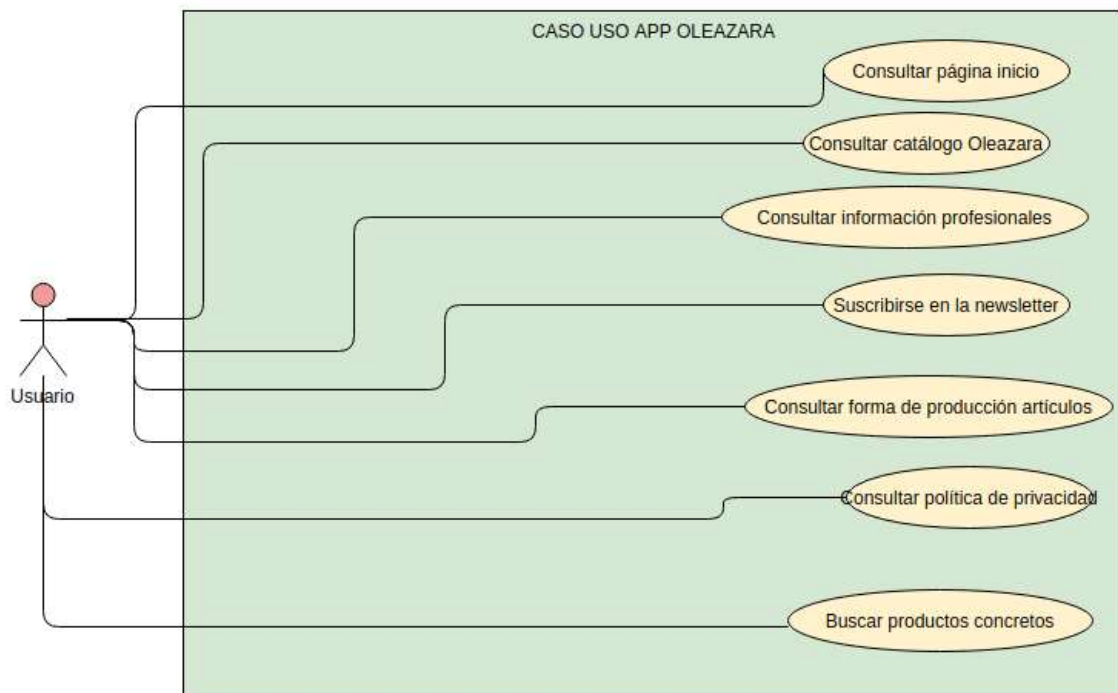 CASO USO APP OLEAZARA
Consultar página inicio
Consultar catálogo Oleazara
Consultar información profesionales
Suscribirse en la newsletter
Usuario
Consultar forma de producción artículos
Consultar política de privacidad
Buscar productos concretos